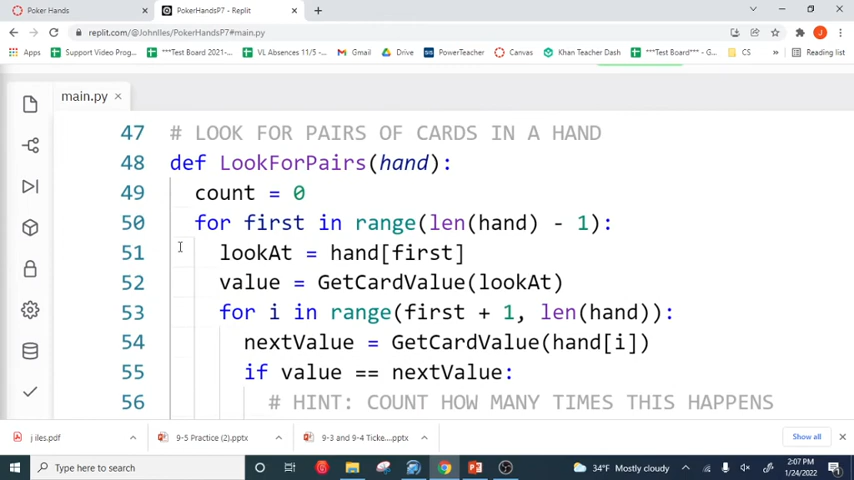 Poker Hands
PokerHandsP7 - Replit
replit.com/@JohnIles/PokerHandsP7#main.py
Apps
Support Video Prog...
***Test Board 2021-...
VL Absences 11/5 -...
Gmail
Drive
PowerTeacher
Canvas
Khan Teacher Dash
***Test Board*** - G...
CS
»
Reading list
main.py
47 # LOOK FOR PAIRS OF CARDS IN A HAND
48 def LookForPairs(hand):
49 count = 0
50 for first in range(len(hand) - 1):
51 lookAt = hand[first]
52 value = GetCardValue(lookAt)
53 for i in range(first + 1, len(hand)):
54 nextValue = GetCardValue(hand[i])
55 if value == nextValue:
56 # HINT: COUNT HOW MANY TIMES THIS HAPPENS
j iles.pdf
9-5 Practice (2).pptx
9-3 and 9-4 Ticke....pptx
Show all
Type here to search
34°F Mostly cloudy
2:07 PM
1/24/2022